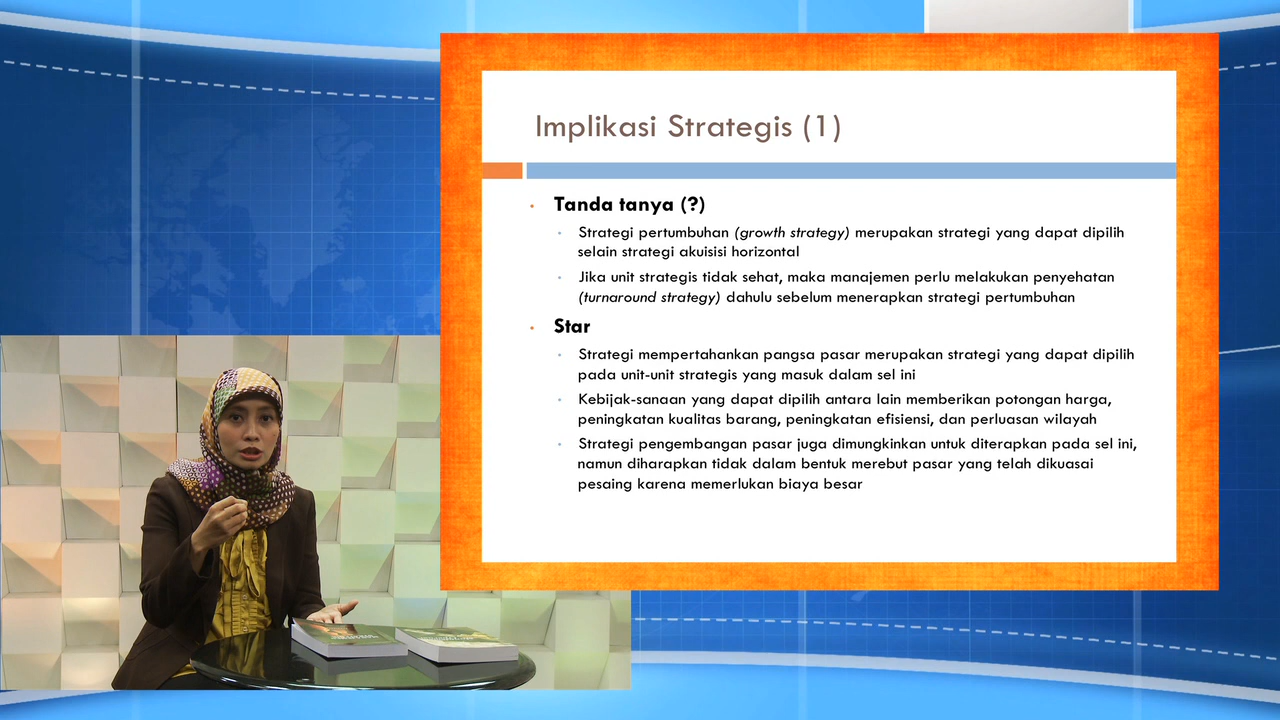 Implikasi Strategis (1)
Tanda tanya (?)
Strategi pertumbuhan (growth strategy) merupakan strategi yang dapat dipilih
selain strategi akuisisi horizontal
Jika unit strategis tidak sehat, maka manajemen perlu melakukan penyehatan
(turnaround strategy) dahulu sebelum menerapkan strategi pertumbuhan
Star
Strategi mempertahankan pangsa pasar merupakan strategi yang dapat dipilih
pada unit-unit strategis yang masuk dalam sel ini
Kebijak-sanaan yang dapat dipilih antara lain memberikan potongan harga,
peningkatan kualitas barang, peningkatan efisiensi, dan perluasan wilayah
Strategi pengembangan pasar juga dimungkinkan untuk diterapkan pada sel ini,
namun diharapkan tidak dalam bentuk merebut pasar yang telah dikuasai
pesaing karena memerlukan biaya besar